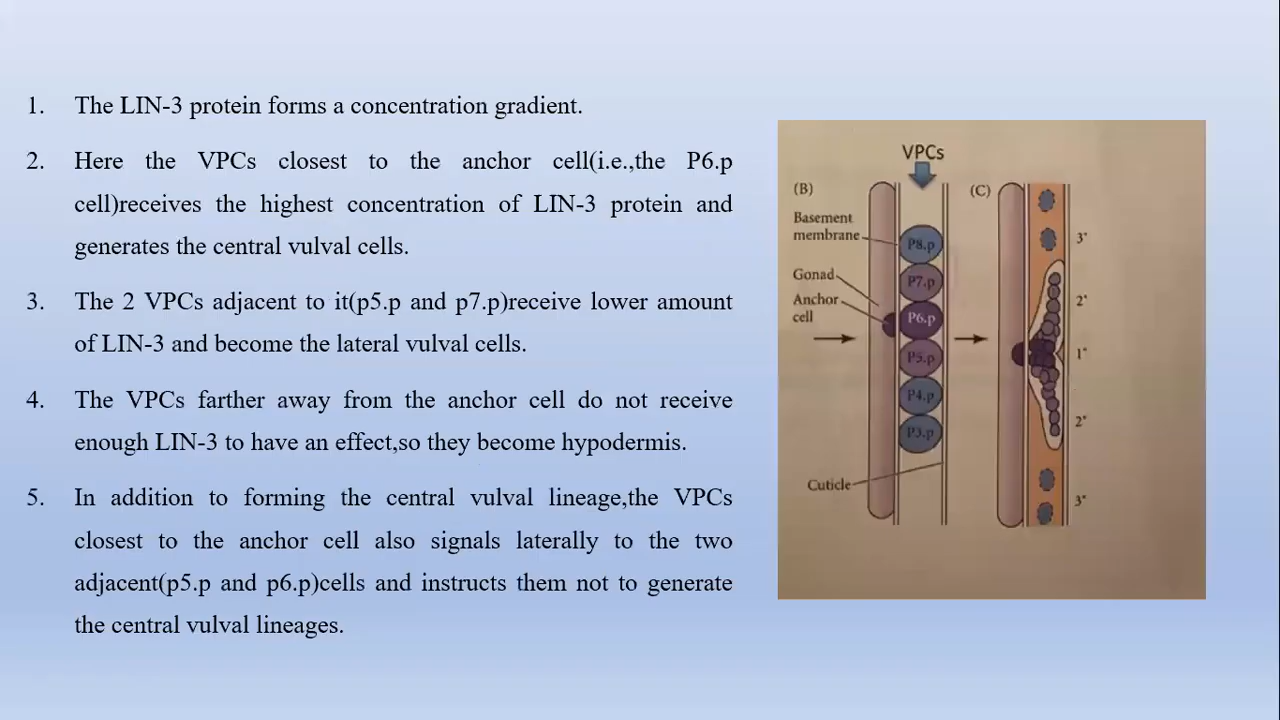 1. The LIN-3 protein forms a concentration gradient.
2. Here the VPCs closest to the anchor cell(i.e.,the P6.p
cell)receives the highest concentration of LIN-3 protein and
generates the central vulval cells.
3. The 2 VPCs adjacent to it(p5.p and p7.p)receive lower amount
of LIN-3 and become the lateral vulval cells.
4. The VPCs farther away from the anchor cell do not receive
enough LIN-3 to have an effect,so they become hypodermis.
5. In addition to forming the central vulval lineage,the VPCs
closest to the anchor cell also signals laterally to the two
adjacent(p5.p and p6.p)cells and instructs them not to generate
the central vulval lineages.
VPCs
(B)
(C)
Basement
membrane
Gonad
Anchor
cell
Cuticle
P8.p
P7.p
P6.p
P5.p
P4.p
P3.p
3°
2°
1°
2°
3°